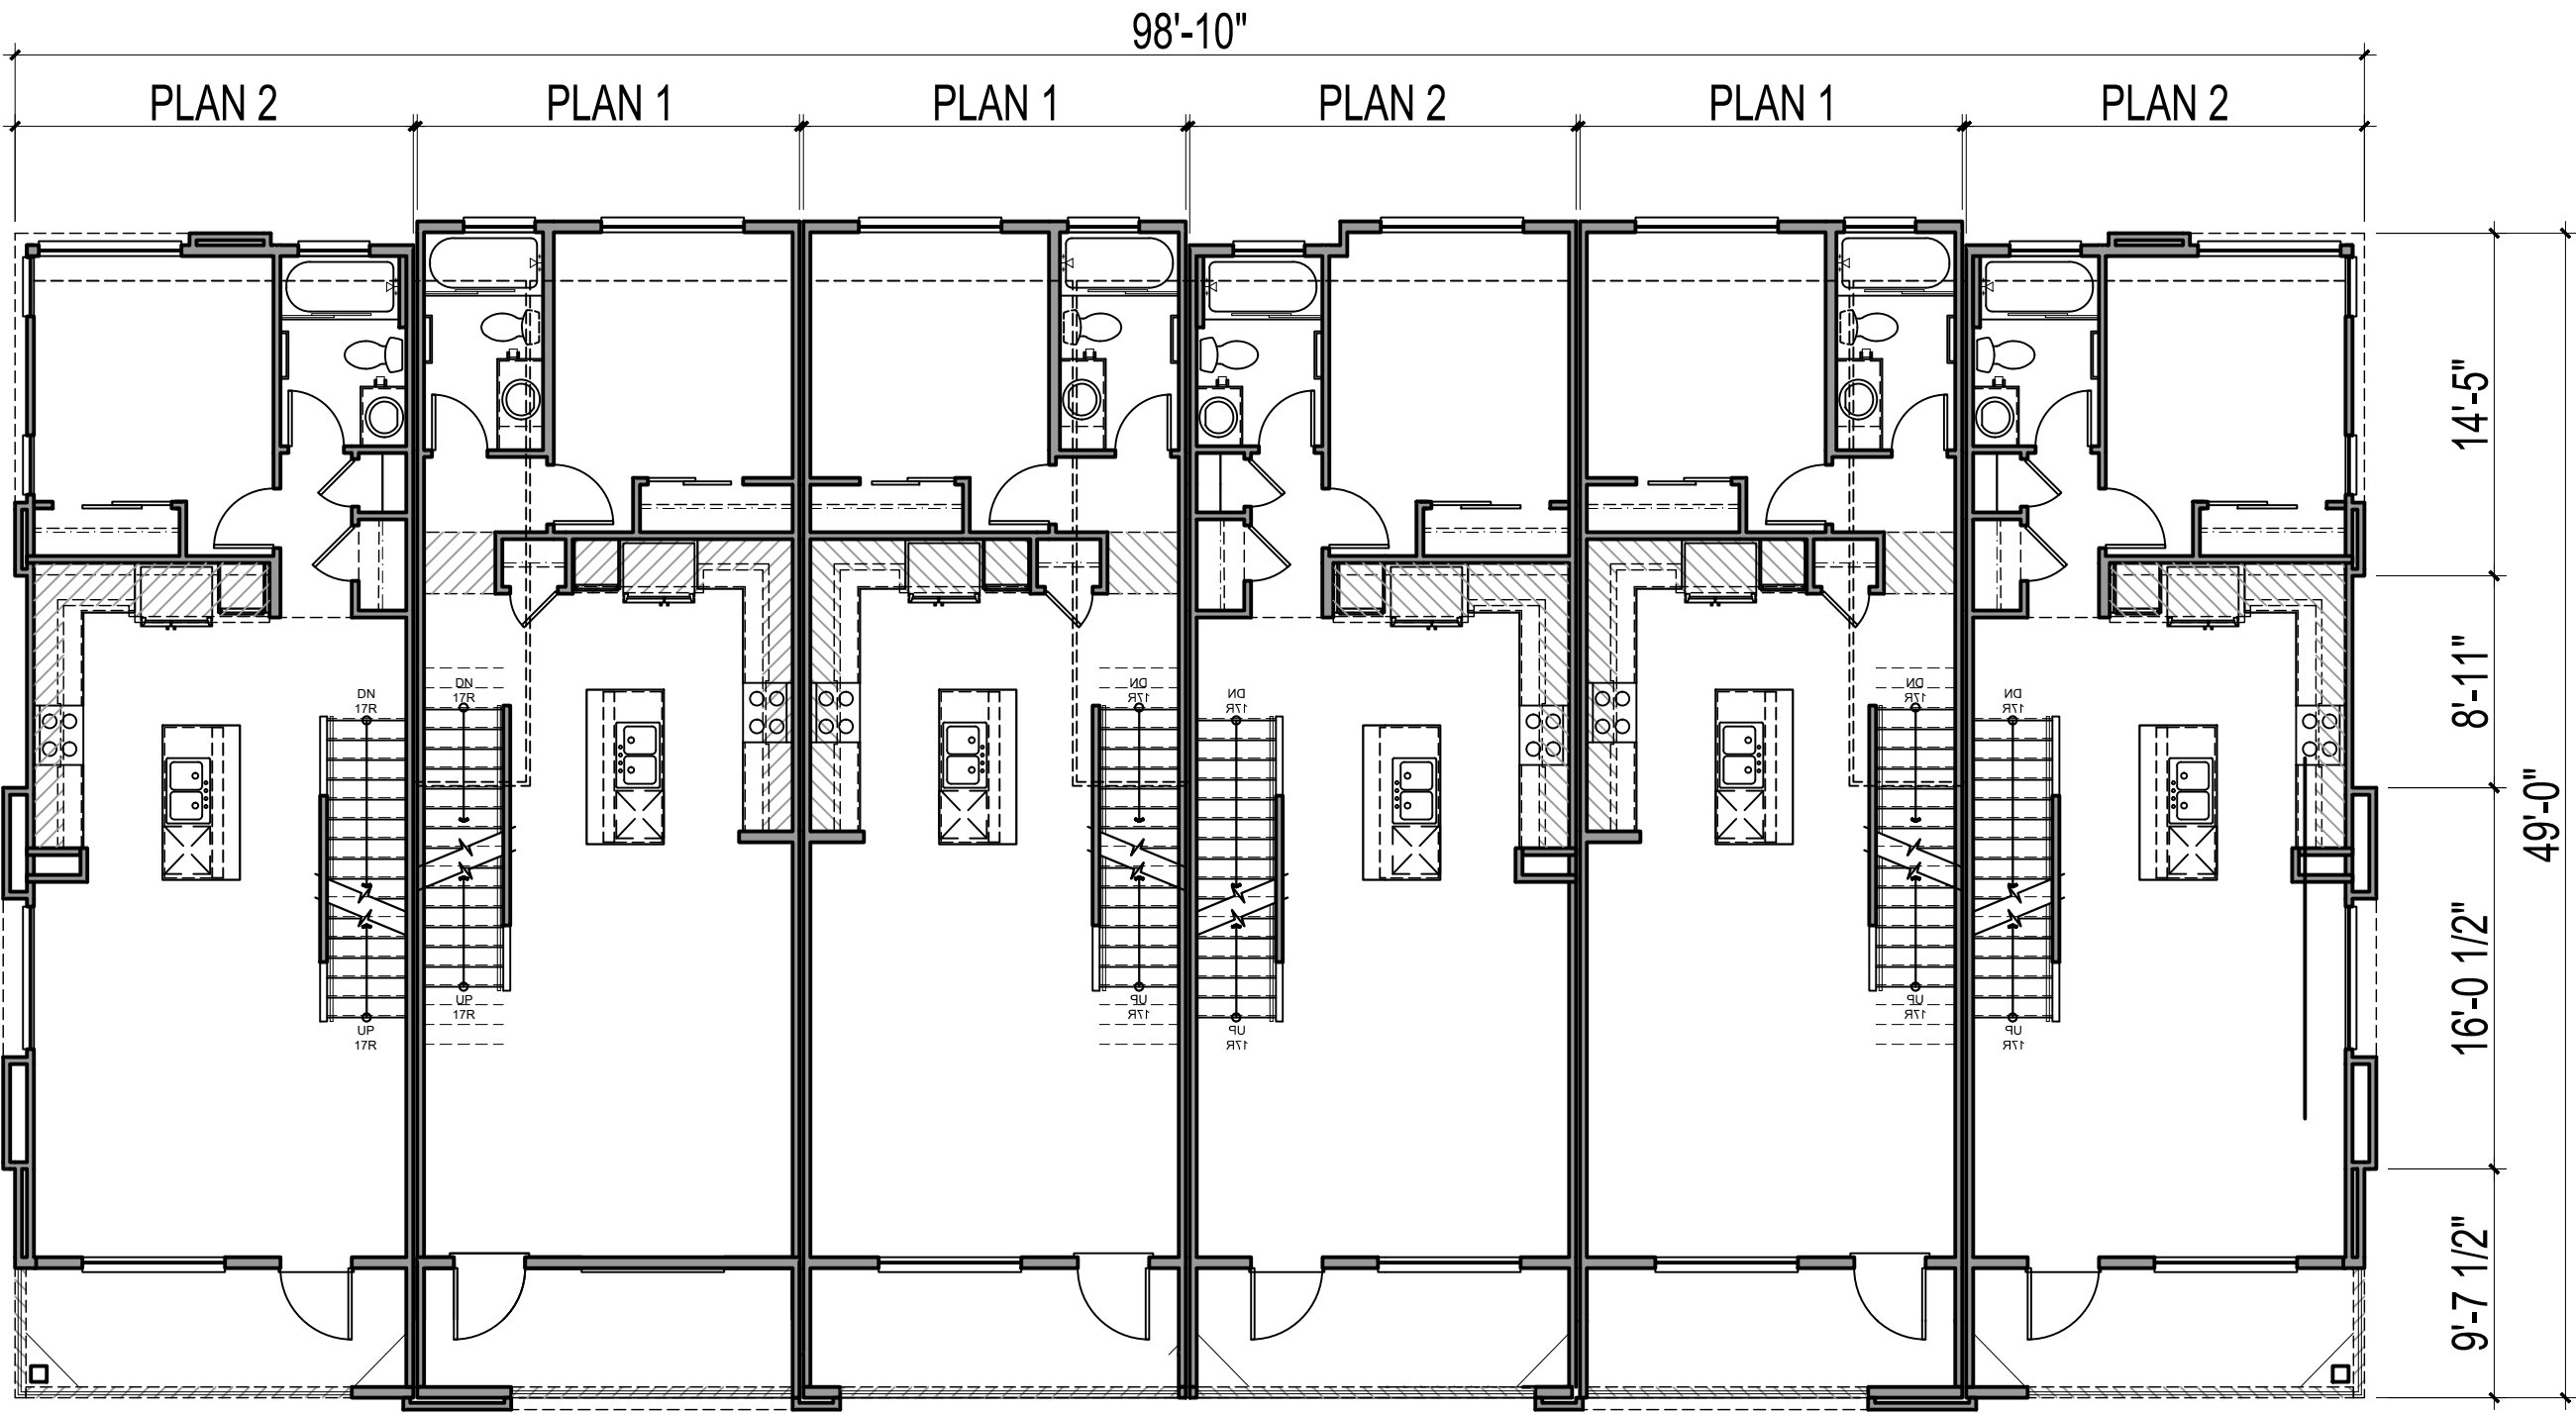 98'-10"
PLAN 2
PLAN 1
PLAN 1
PLAN 2
PLAN 1
PLAN 2
14'-5"
8'-11"
49'-0"
16'-0 1/2"
9'-7 1/2"
DN
17R
DN
17R
DN
17R
DN
17R
DN
17R
DN
17R
UP
17R
UP
17R
UP
17R
UP
17R
UP
17R
UP
17R